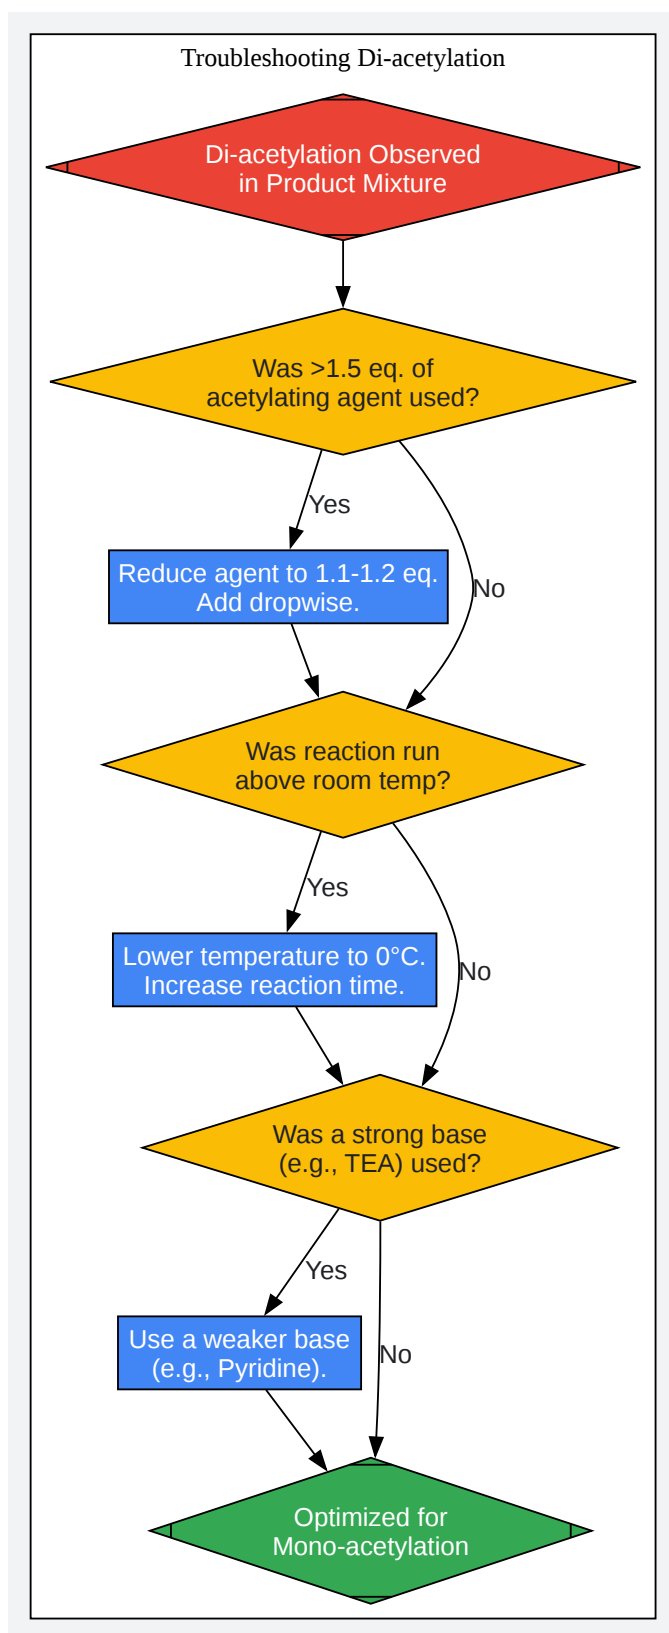 Troubleshooting Di-acetylation
Di-acetylation Observed
in Product Mixture
Was >1.5 eq. of
acetylating agent used?
Yes
Reduce agent to 1.1-1.2 eq.
Add dropwise.
No
Was reaction run
above room temp?
Yes
Lower temperature to 0°C.
Increase reaction time.
No
Was a strong base
(e.g., TEA) used?
Yes
Use a weaker base
(e.g., Pyridine).
No
Optimized for
Mono-acetylation